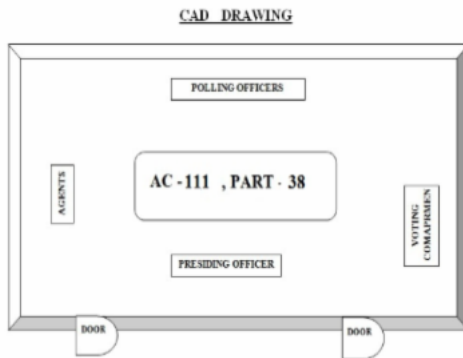 CAD DRAWING
POLLING OFFICERS
AGENTS
AC -111 , PART - 38
VOTING
COMAPRMEN
PRESIDING OFFICER
DOOR
DOOR